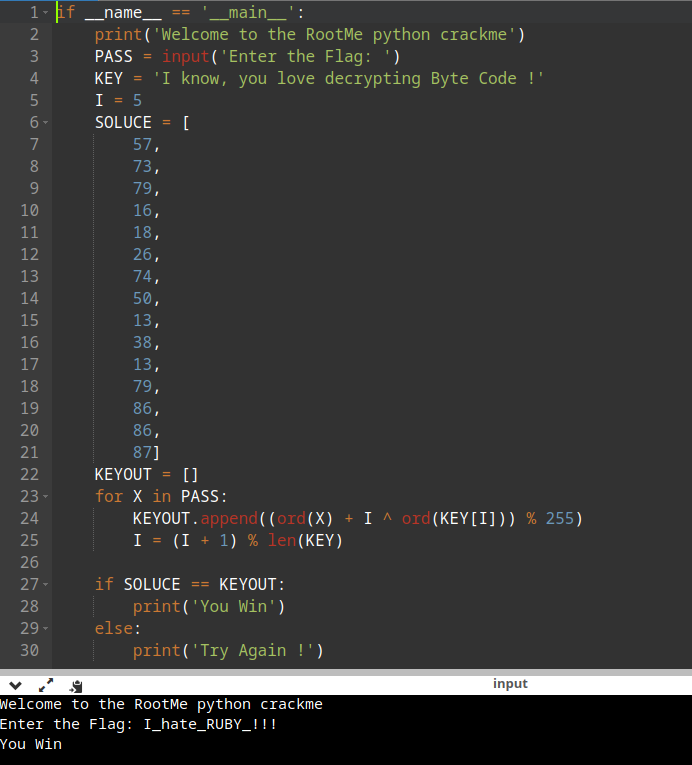 1 if __name__ == '__main__':
2 print('Welcome to the RootMe python crackme')
3 PASS = input('Enter the Flag: ')
4 KEY = 'I know, you love decrypting Byte Code !'
5 I = 5
6 SOLUCE = [
7 57,
8 73,
9 79,
10 16,
11 18,
12 26,
13 74,
14 50,
15 13,
16 38,
17 13,
18 79,
19 86,
20 86,
21 87]
22 KEYOUT = []
23 for X in PASS:
24 KEYOUT.append((ord(X) + I ^ ord(KEY[I])) % 255)
25 I = (I + 1) % len(KEY)
26
27 if SOLUCE == KEYOUT:
28 print('You Win')
29 else:
30 print('Try Again !')
input
Welcome to the RootMe python crackme
Enter the Flag: I_hate_RUBY_!!!
You Win